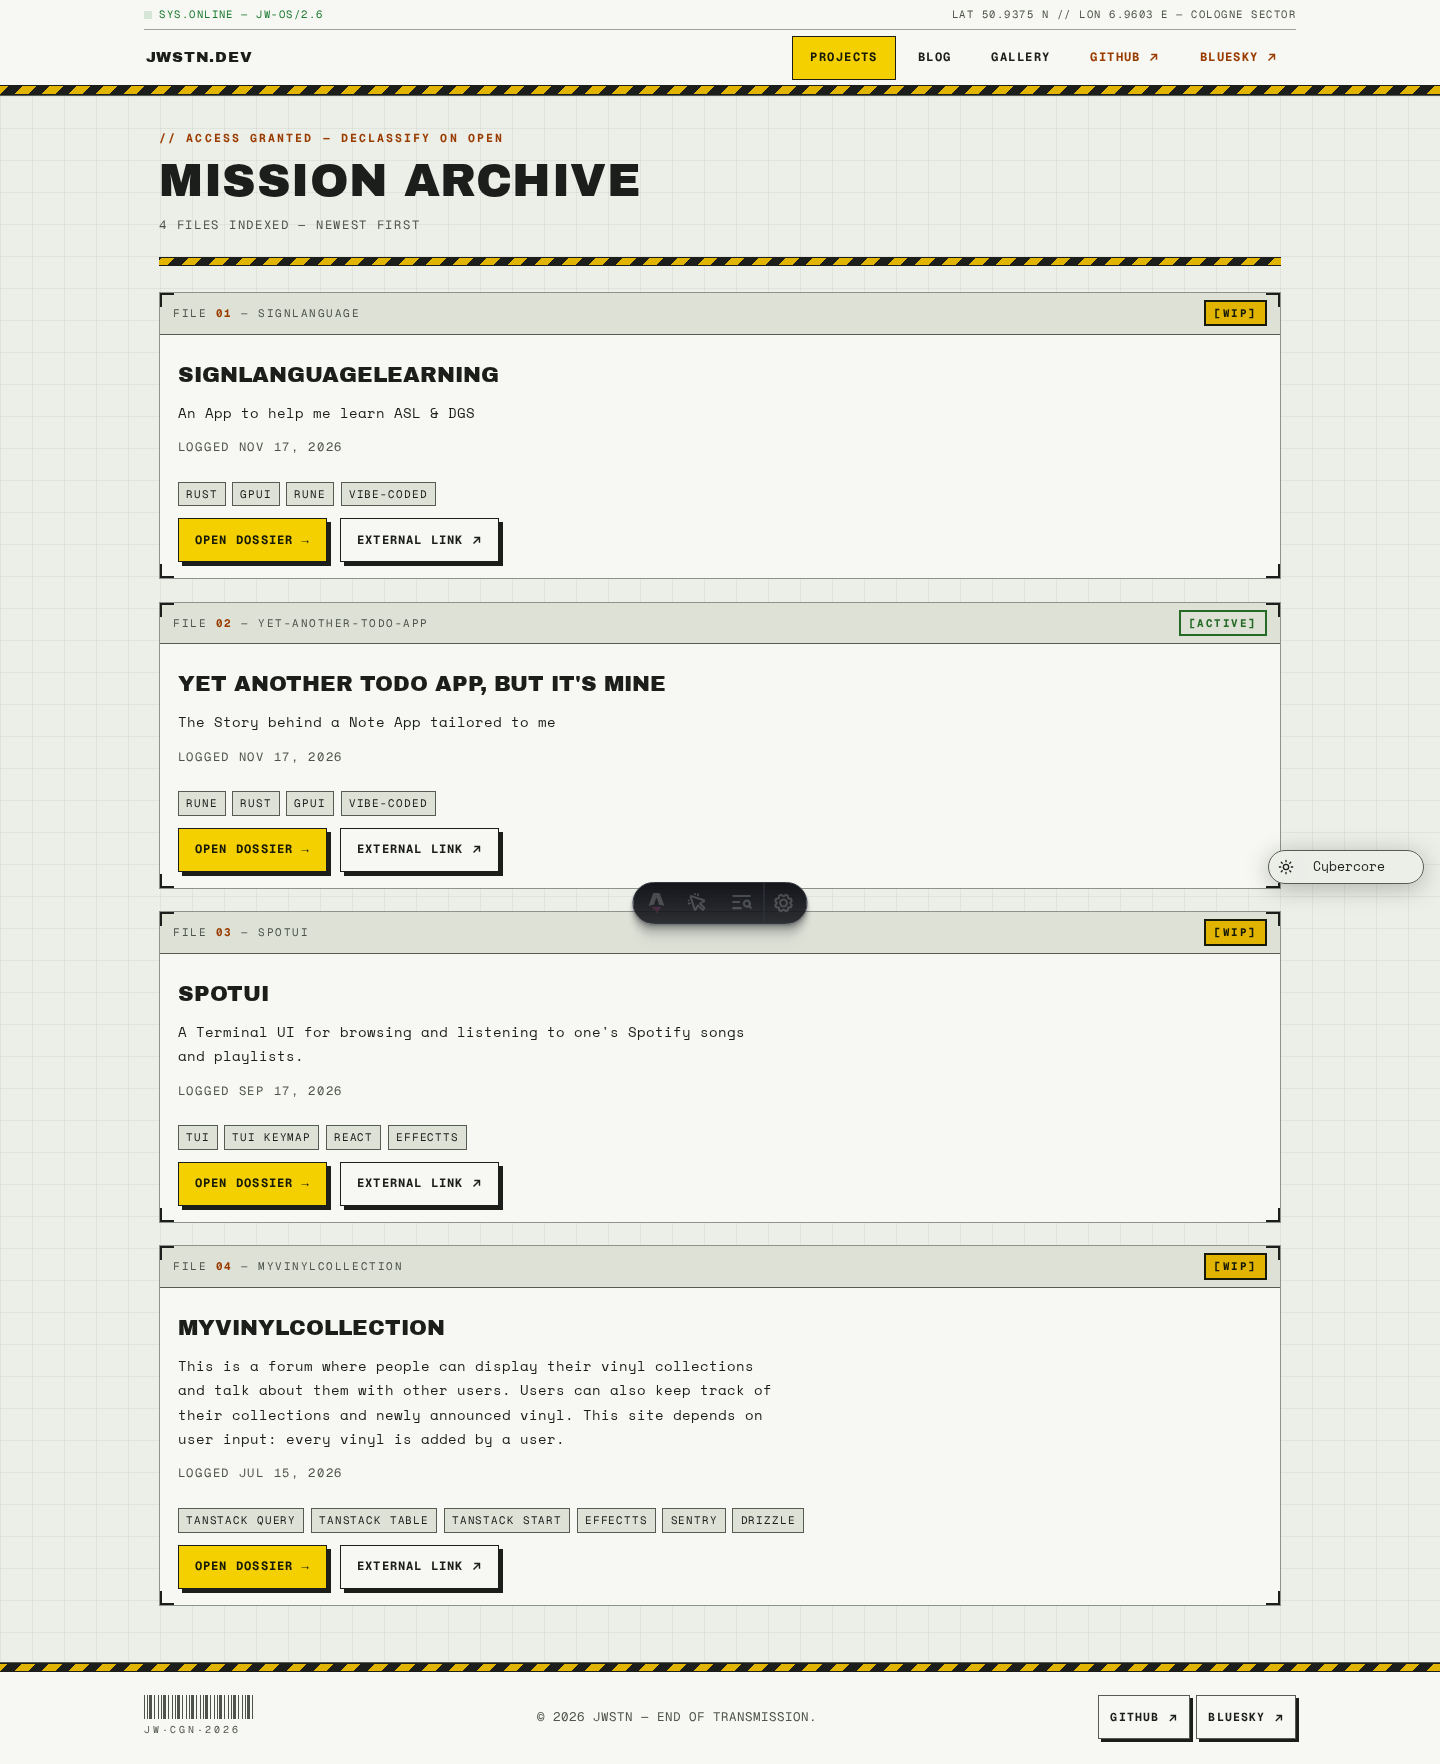 SYS.ONLINE — JW-OS/2.6
LAT 50.9375 N // LON 6.9603 E — COLOGNE SECTOR
JWSTN.DEV
PROJECTS
BLOG
GALLERY
GITHUB ↗
BLUESKY ↗
// ACCESS GRANTED — DECLASSIFY ON OPEN
MISSION ARCHIVE
4 FILES INDEXED — NEWEST FIRST
FILE 01 — SIGNLANGUAGE
[WIP]
SIGNLANGUAGELEARNING
An App to help me learn ASL & DGS
LOGGED NOV 17, 2026
RUST
GPUI
RUNE
VIBE-CODED
OPEN DOSSIER →
EXTERNAL LINK ↗
FILE 02 — YET-ANOTHER-TODO-APP
[ACTIVE]
YET ANOTHER TODO APP, BUT IT'S MINE
The Story behind a Note App tailored to me
LOGGED NOV 17, 2026
RUNE
RUST
GPUI
VIBE-CODED
OPEN DOSSIER →
EXTERNAL LINK ↗
Cybercore
FILE 03 — SPOTUI
[WIP]
SPOTUI
A Terminal UI for browsing and listening to one's Spotify songs
and playlists.
LOGGED SEP 17, 2026
TUI
TUI KEYMAP
REACT
EFFECTTS
OPEN DOSSIER →
EXTERNAL LINK ↗
FILE 04 — MYVINYLCOLLECTION
[WIP]
MYVINYLCOLLECTION
This is a forum where people can display their vinyl collections
and talk about them with other users. Users can also keep track of
their collections and newly announced vinyl. This site depends on
user input: every vinyl is added by a user.
LOGGED JUL 15, 2026
TANSTACK QUERY
TANSTACK TABLE
TANSTACK START
EFFECTTS
SENTRY
DRIZZLE
OPEN DOSSIER →
EXTERNAL LINK ↗
JW-CGN-2026
© 2026 JWSTN — END OF TRANSMISSION.
GITHUB ↗
BLUESKY ↗